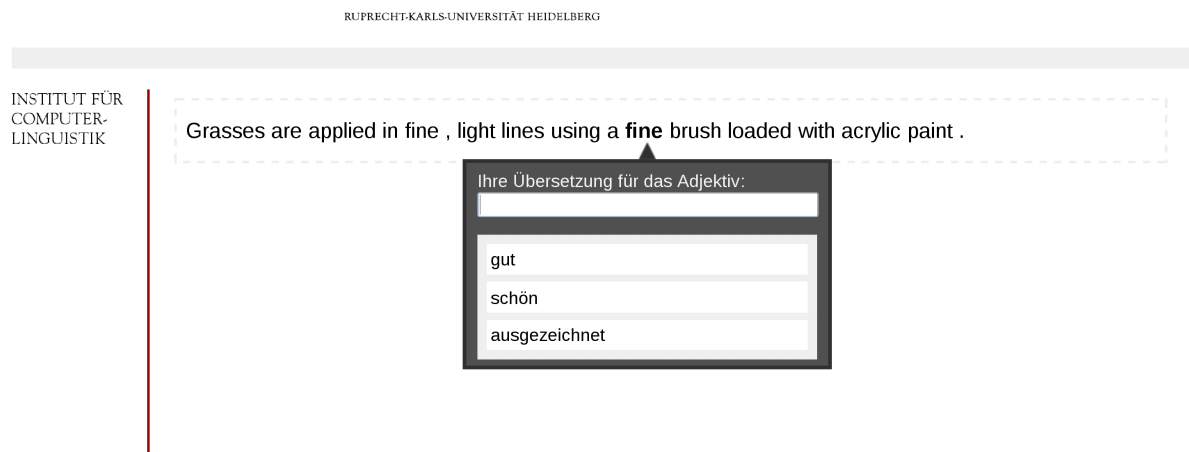 RUPRECHT-KARLS-UNIVERSITÄT HEIDELBERG
INSTITUT FÜR
COMPUTER-
LINGUISTIK
Grasses are applied in fine , light lines using a fine brush loaded with acrylic paint .
Ihre Übersetzung für das Adjektiv:
gut
schön
ausgezeichnet